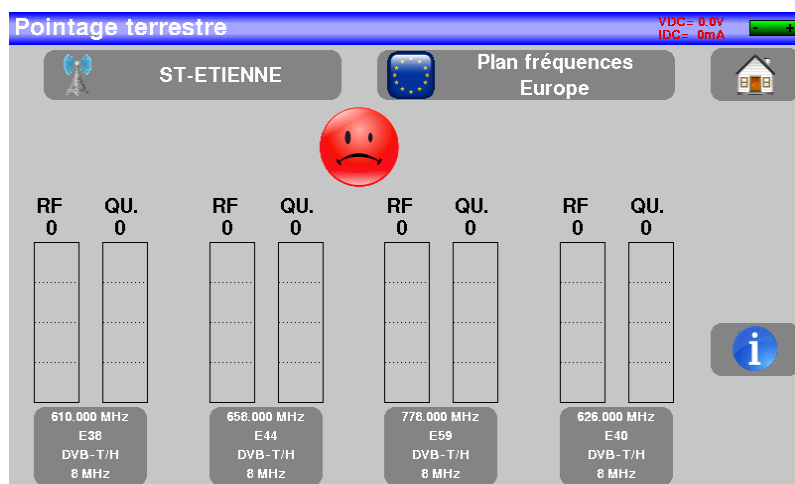 Pointage terrestre
VDC= 0.0V
IDC= 0mA
- +
ST-ETIENNE
Plan fréquences
Europe
RF QU. RF QU. RF QU. RF QU.
0 0 0 0 0 0 0 0
i
610.000 MHz 658.000 MHz 778.000 MHz 626.000 MHz
E38 E44 E59 E40
DVB-T/H DVB-T/H DVB-T/H DVB-T/H
8 MHz 8 MHz 8 MHz 8 MHz